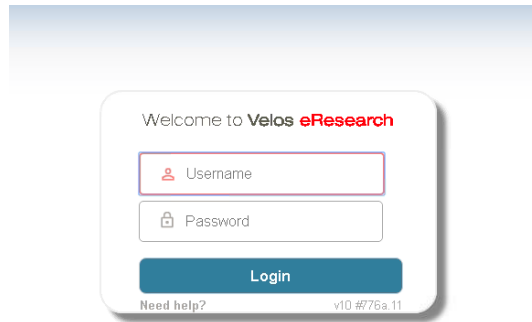 Welcome to Velos eResearch
Username
Password
Login
Need help? v10 #776a.11